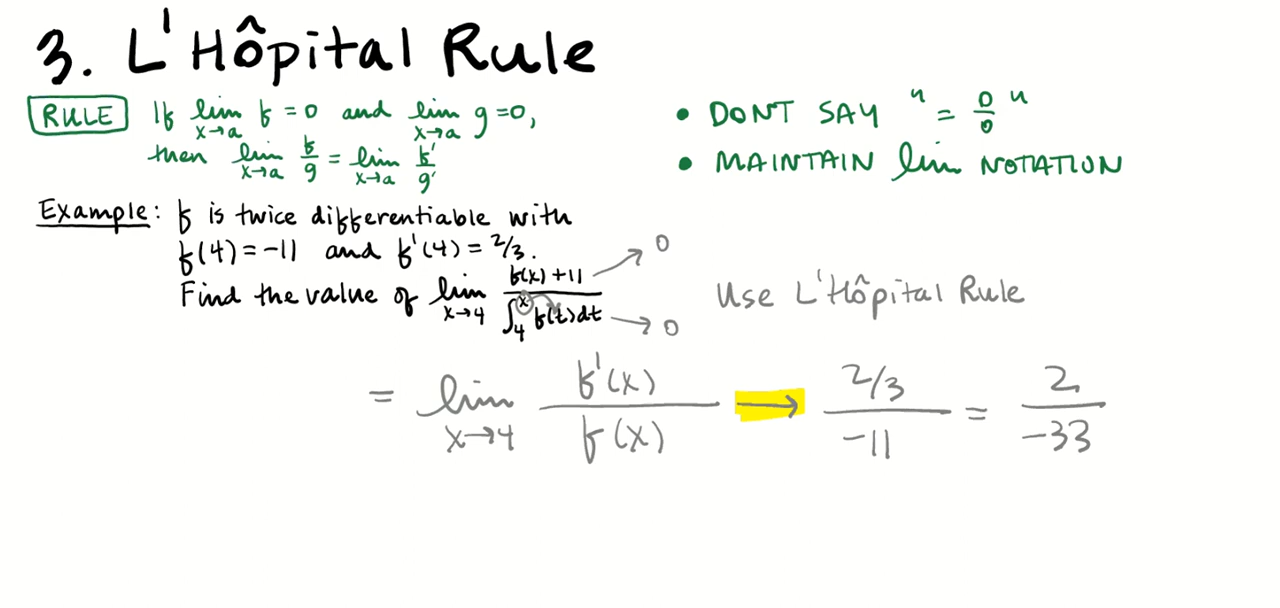 3. L'Hôpital Rule
RULE If lim x→a f = 0 and lim x→a g = 0,
then lim x→a f/g = lim x→a f'/g'
• DONT SAY " = 0/0 "
• MAINTAIN lim NOTATION
Example: f is twice differentiable with
f(4) = -11 and f'(4) = 2/3.
Find the value of lim x→4 f(x) + 11 / ∫₄ˣ f(t) dt
→ 0
→ 0
Use L'Hôpital Rule
= lim x→4 f'(x) / f(x) → 2/3 / -11 = 2 / -33